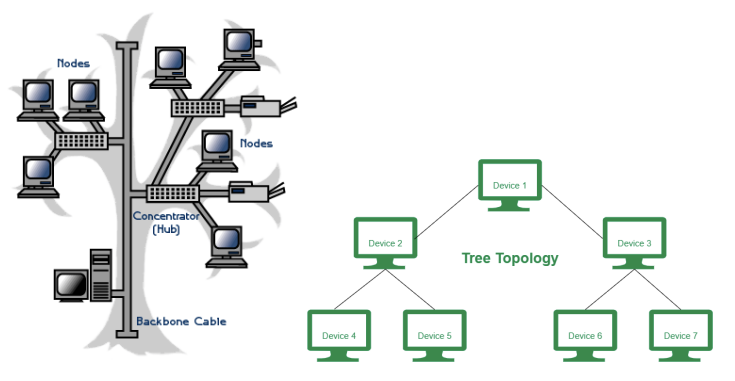 Nodes
Nodes
Concentrator
(Hub)
Backbone Cable
Device 1
Device 2
Tree Topology
Device 3
Device 4
Device 5
Device 6
Device 7